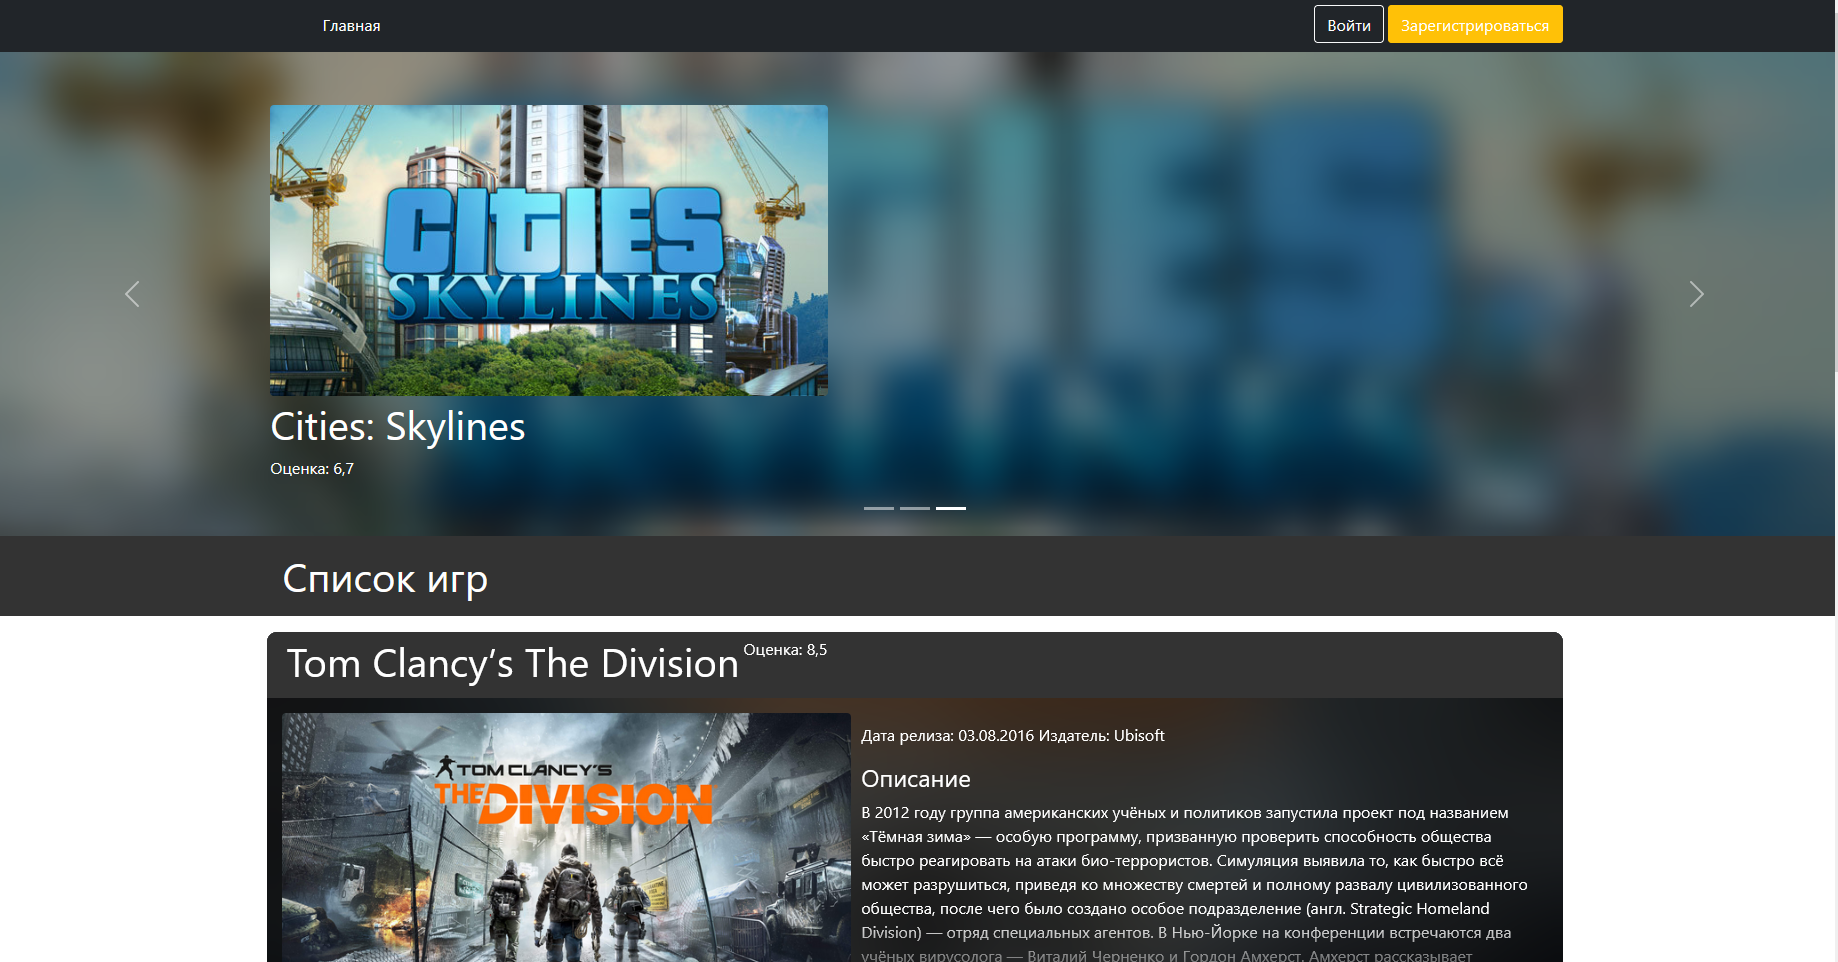 Главная
Войти
Зарегистрироваться
CITIES
SKYLINES
Cities: Skylines
Оценка: 6,7
Список игр
Tom Clancy’s The Division
Оценка: 8,5
TOM CLANCY'S
THE DIVISION
Дата релиза: 03.08.2016 Издатель: Ubisoft
Описание
В 2012 году группа американских учёных и политиков запустила проект под названием
«Тёмная зима» — особую программу, призванную проверить способность общества
быстро реагировать на атаки био-террористов. Симуляция выявила то, как быстро всё
может разрушиться, приведя ко множеству смертей и полному развалу цивилизованного
общества, после чего было создано особое подразделение (англ. Strategic Homeland
Division) — отряд специальных агентов. В Нью-Йорке на конференции встречаются два
учёных вирусолога — Виталий Черненко и Гордон Амхерст. Амхерст рассказывает